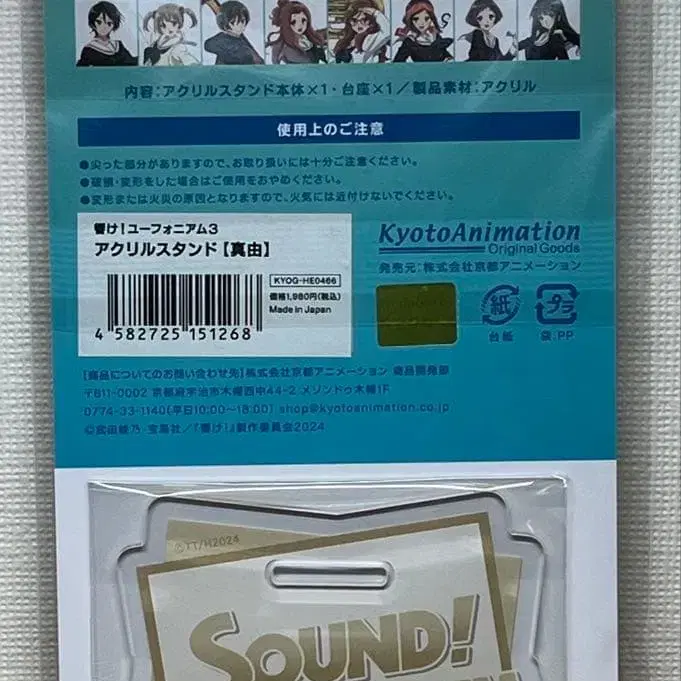 内容:アクリルスタンド本体×1・台座×1/製品素材:アクリル
使用上のご注意
●尖った部分がありますので、お取り扱いには十分ご注意ください。
●破損・変形をした場合はご使用をおやめください。
●変形または火災の原因となりますので、火気には近付けないでください。
響け!ユーフォニアム3
アクリルスタンド【真由】
KYOG-HE0466
価格1,980円(税込)
Made in Japan
4 582725 151268
KyotoAnimation
Original Goods
発売元:株式会社京都アニメーション
紙
台紙
プラ
袋:PP
【商品についてのお問い合わせ先】株式会社京都アニメーション 商品開発部
〒611-0002 京都府宇治市木幡西中44-2 メゾンドゥ木幡1F
0774-33-1140(平日10:00~18:00) shop@kyotoanimation.co.jp
©武田綾乃・宝島社/『響け!』製作委員会2024
©TT/H2024
SOUND!